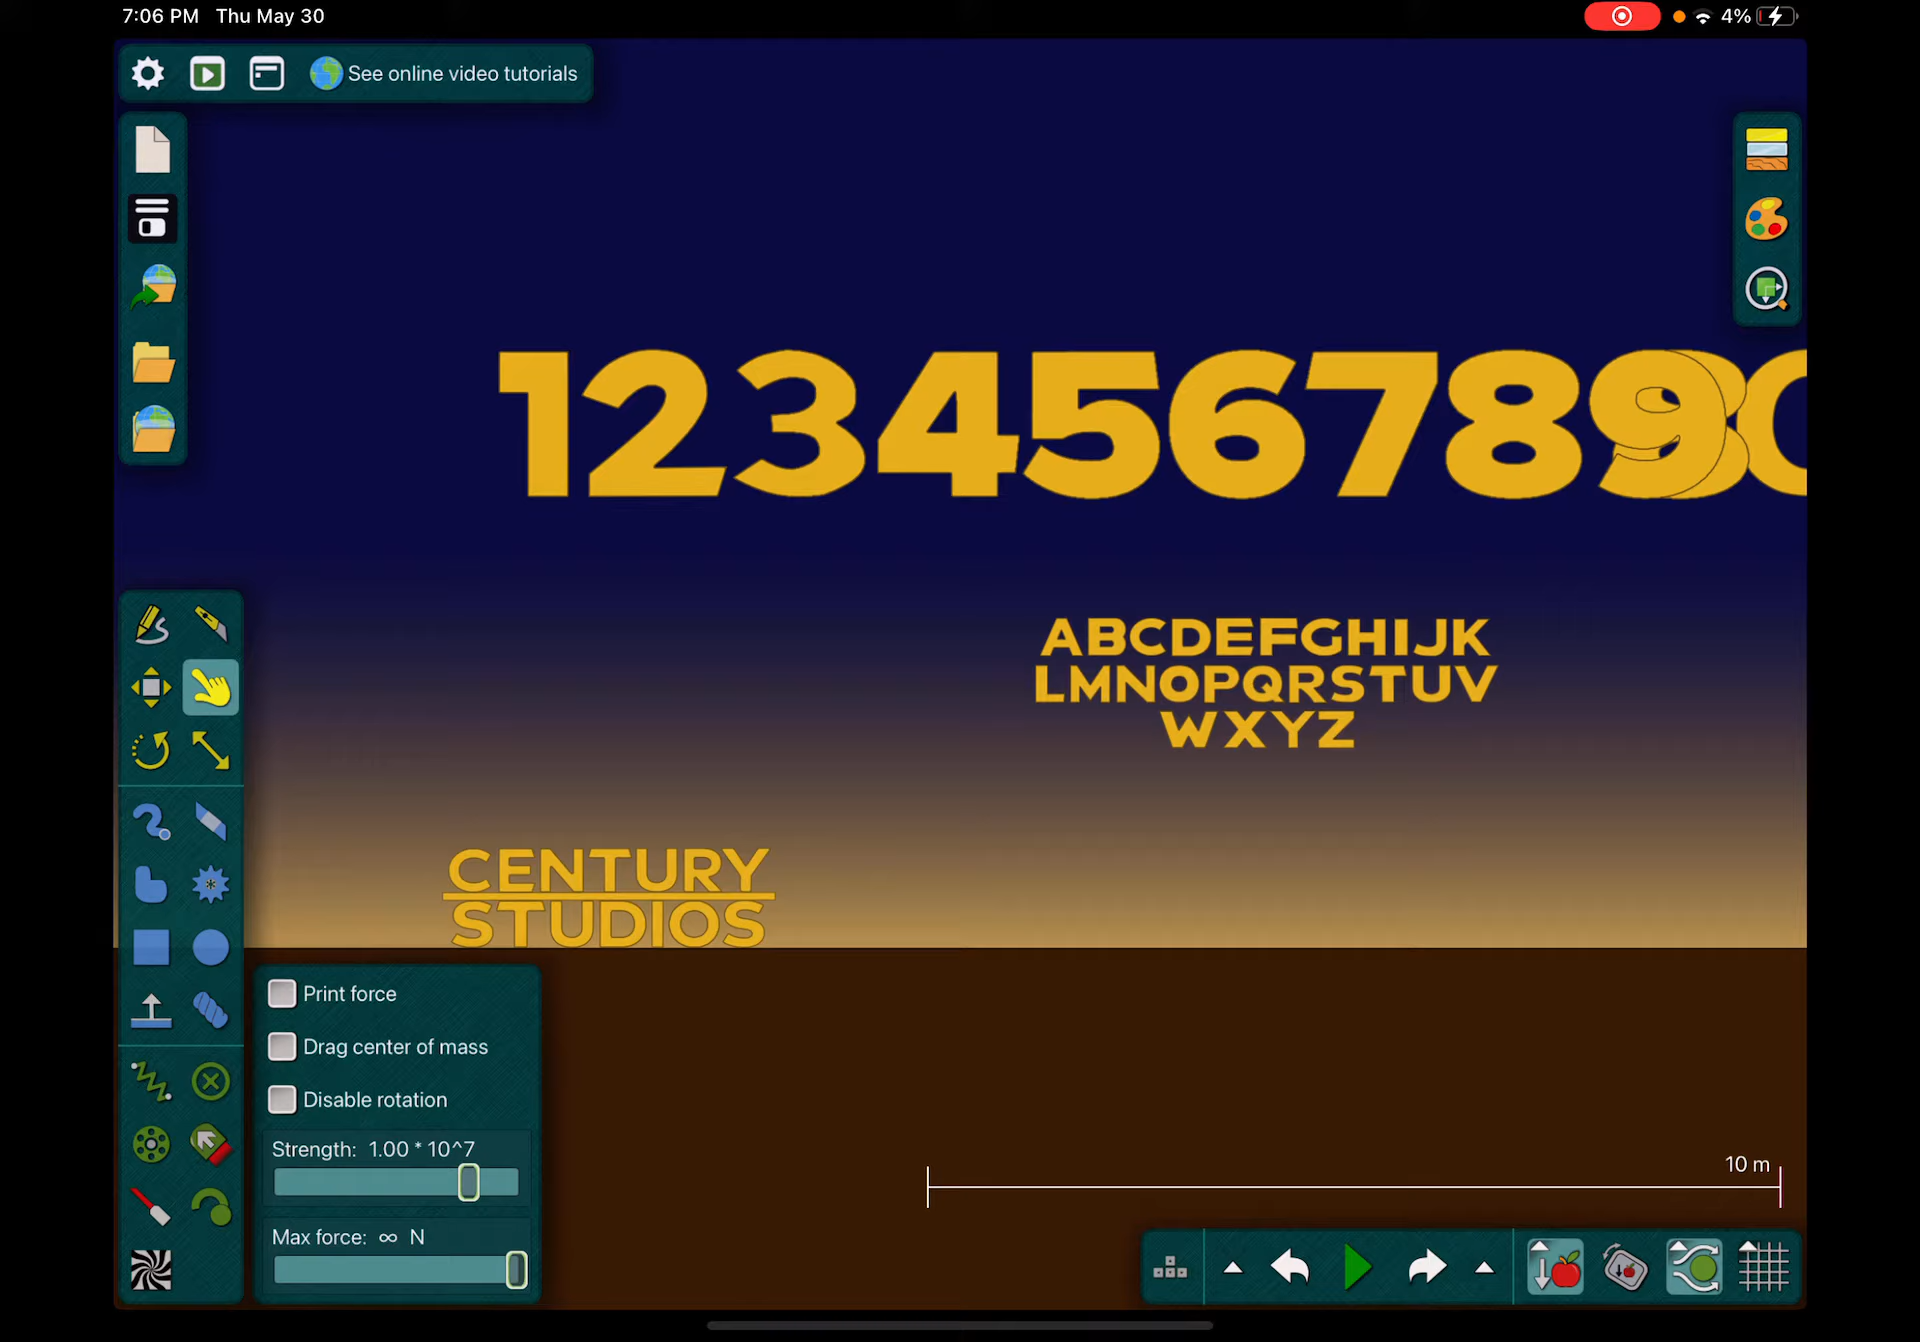 7:06 PM Thu May 30
4%
See online video tutorials
1234567890
ABCDEFGHIJK
LMNOPQRSTUV
WXYZ
CENTURY
STUDIOS
Print force
Drag center of mass
Disable rotation
Strength: 1.00 * 10^7
Max force: ∞ N
10 m